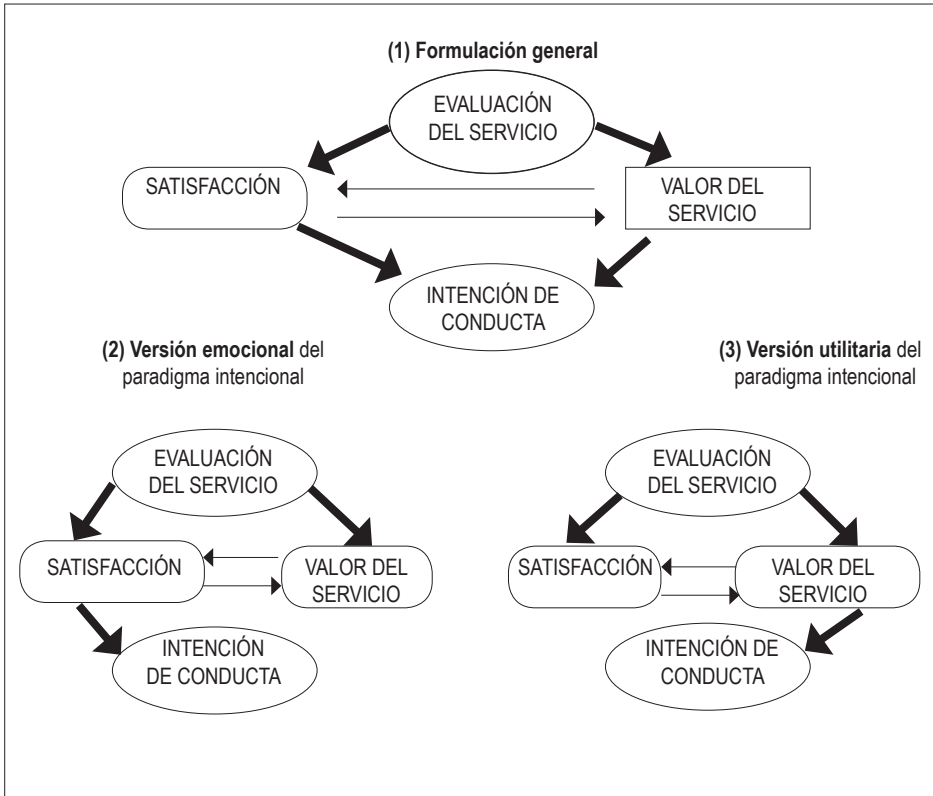 (1) Formulación general
EVALUACIÓN
DEL SERVICIO
SATISFACCIÓN
VALOR DEL
SERVICIO
INTENCIÓN DE
CONDUCTA
(2) Versión emocional del
paradigma intencional
EVALUACIÓN
DEL SERVICIO
SATISFACCIÓN
VALOR DEL
SERVICIO
INTENCIÓN
DE CONDUCTA
(3) Versión utilitaria del
paradigma intencional
EVALUACIÓN
DEL SERVICIO
SATISFACCIÓN
VALOR DEL
SERVICIO
INTENCIÓN DE
CONDUCTA